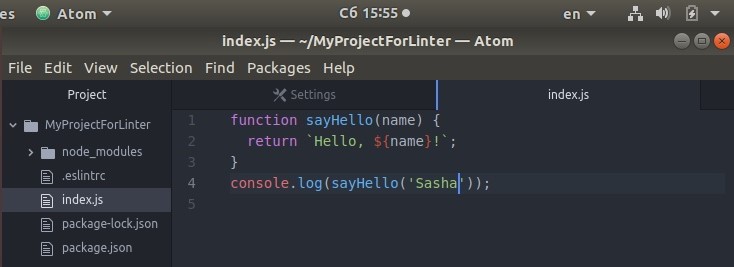 es Atom Сб 15:55 en
index.js — ~/MyProjectForLinter — Atom
File Edit View Selection Find Packages Help
Project Settings index.js
MyProjectForLinter
node_modules
.eslintrc
index.js
package-lock.json
package.json
1 function sayHello(name) {
2   return `Hello, ${name}!`;
3 }
4 console.log(sayHello('Sasha'));
5